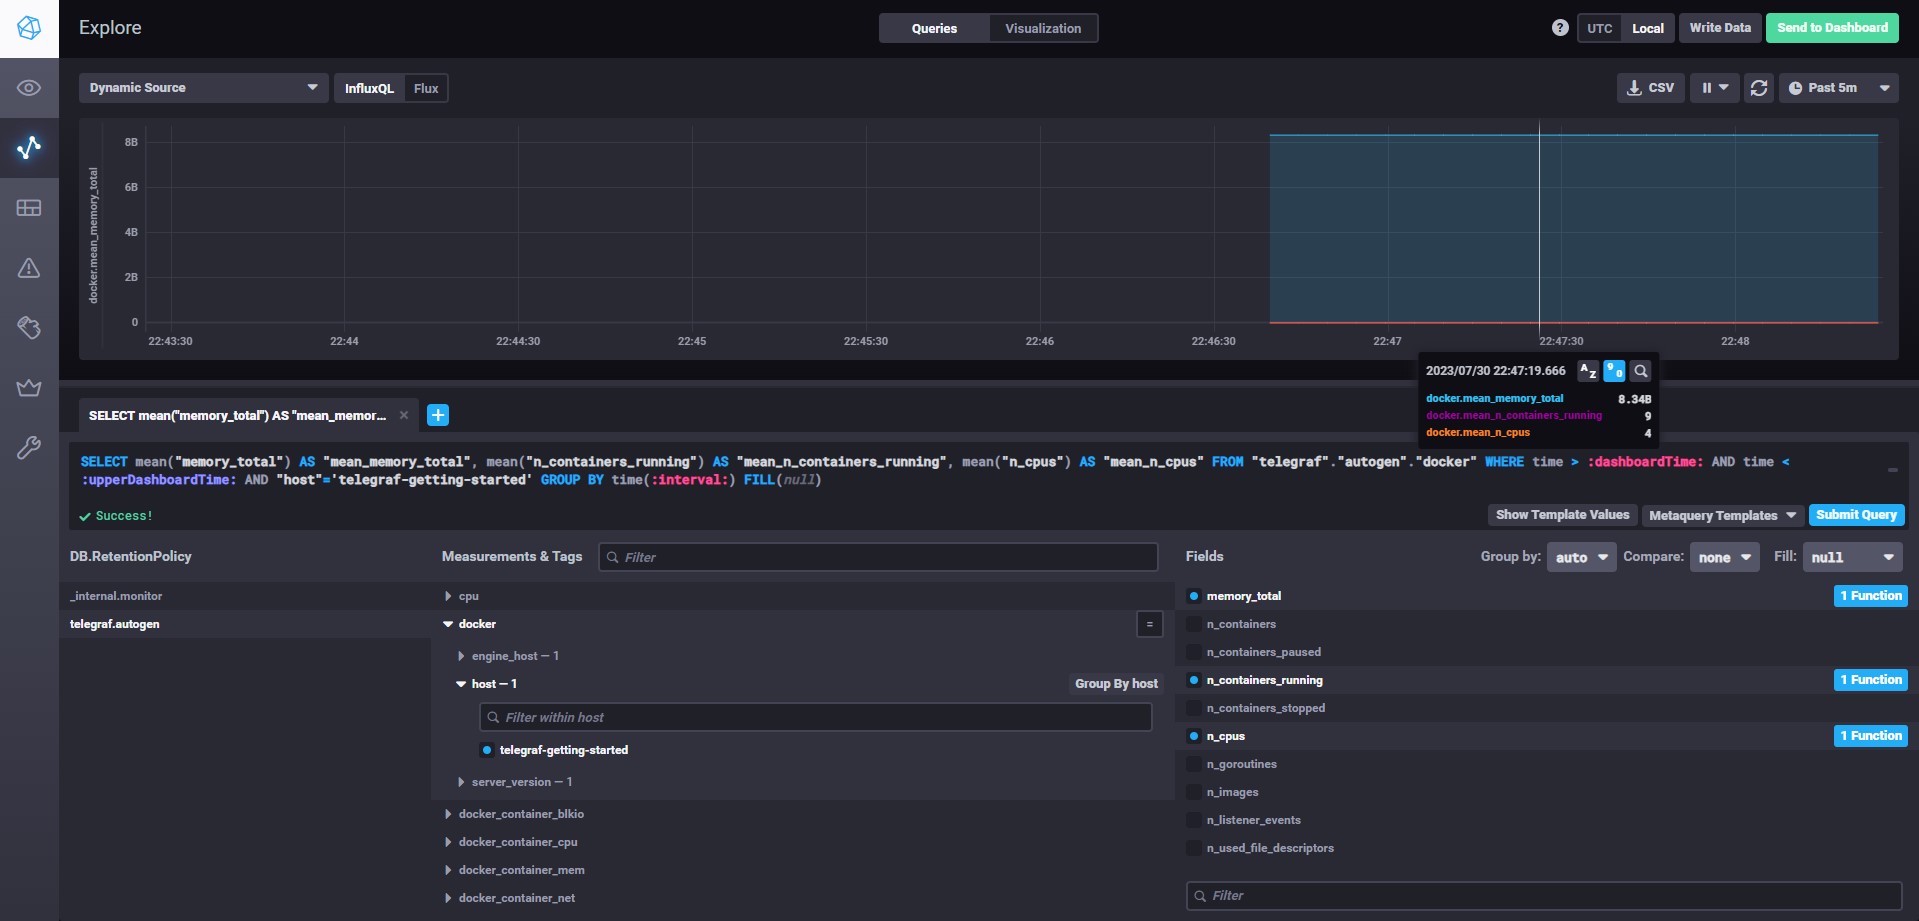 Explore
Queries
Visualization
?
UTC
Local
Write Data
Send to Dashboard
Dynamic Source
InfluxQL
Flux
CSV
Past 5m
docker.mean_memory_total
8B
6B
4B
2B
0
22:43:30
22:44
22:44:30
22:45
22:45:30
22:46
22:46:30
22:47
22:47:30
22:48
2023/07/30 22:47:19.666
A Z
9 0
docker.mean_memory_total 8.34B
docker.mean_n_containers_running 9
docker.mean_n_cpus 4
SELECT mean("memory_total") AS "mean_memor...
SELECT mean("memory_total") AS "mean_memory_total", mean("n_containers_running") AS "mean_n_containers_running", mean("n_cpus") AS "mean_n_cpus" FROM "telegraf"."autogen"."docker" WHERE time > :dashboardTime: AND time <
:upperDashboardTime: AND "host"='telegraf-getting-started' GROUP BY time(:interval:) FILL(null)
Success!
Show Template Values
Metaquery Templates
Submit Query
DB.RetentionPolicy
_internal.monitor
telegraf.autogen
Measurements & Tags
Filter
cpu
docker
=
engine_host — 1
host — 1
Group By host
Filter within host
telegraf-getting-started
server_version — 1
docker_container_blkio
docker_container_cpu
docker_container_mem
docker_container_net
Fields
Group by: auto
Compare: none
Fill: null
memory_total 1 Function
n_containers
n_containers_paused
n_containers_running 1 Function
n_containers_stopped
n_cpus 1 Function
n_goroutines
n_images
n_listener_events
n_used_file_descriptors
Filter